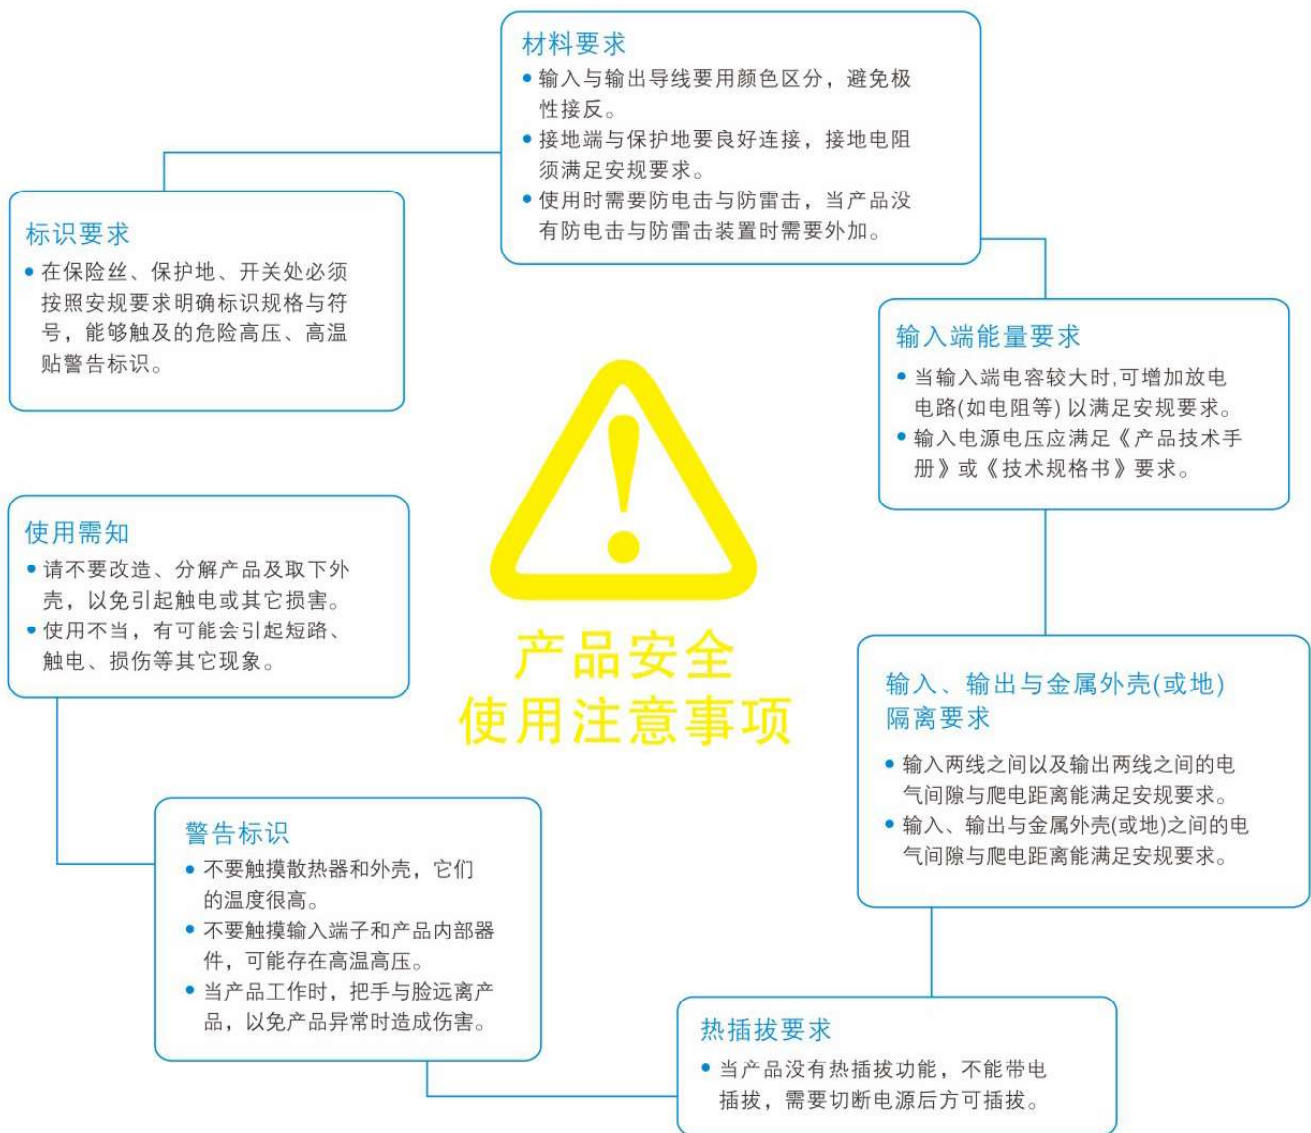 材料要求
• 输入与输出导线要用颜色区分，避免极
性接反。
• 接地端与保护地要良好连接，接地电阻
须满足安规要求。
• 使用时需要防电击与防雷击，当产品没
有防电击与防雷击装置时需要外加。
标识要求
• 在保险丝、保护地、开关处必须
按照安规要求明确标识规格与符
号，能够触及的危险高压、高温
贴警告标识。
输入端能量要求
• 当输入端电容较大时,可增加放电
电路(如电阻等) 以满足安规要求。
• 输入电源电压应满足《产品技术手
册》或《技术规格书》要求。
使用需知
• 请不要改造、分解产品及取下外
壳，以免引起触电或其它损害。
• 使用不当，有可能会引起短路、
触电、损伤等其它现象。
产品安全
使用注意事项
输入、输出与金属外壳(或地)
隔离要求
• 输入两线之间以及输出两线之间的电
气间隙与爬电距离能满足安规要求。
• 输入、输出与金属外壳(或地)之间的电
气间隙与爬电距离能满足安规要求。
警告标识
• 不要触摸散热器和外壳，它们
的温度很高。
• 不要触摸输入端子和产品内部器
件，可能存在高温高压。
• 当产品工作时，把手与脸远离产
品，以免产品异常时造成伤害。
热插拔要求
• 当产品没有热插拔功能，不能带电
插拔，需要切断电源后方可插拔。